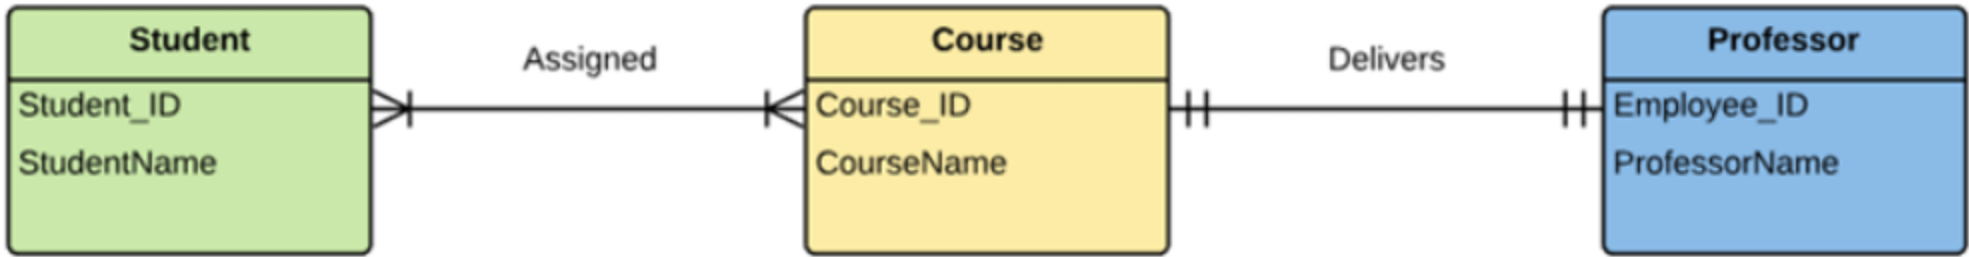 Student
Student_ID
StudentName
Assigned
Course
Course_ID
CourseName
Delivers
Professor
Employee_ID
ProfessorName